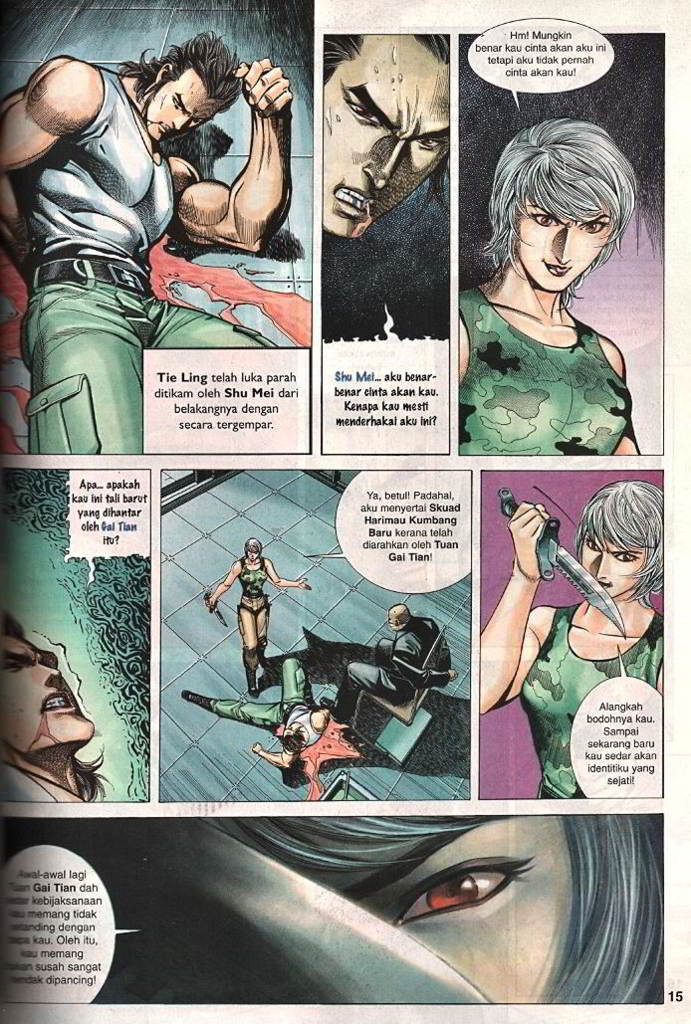 Tie Ling telah luka parah
ditikam oleh Shu Mei dari
belakangnya dengan
secara tergempar.
Shu Mei... aku benar-
benar cinta akan kau.
Kenapa kau mesti
menderhakai aku ini?
Hm! Mungkin
benar kau cinta akan aku ini
tetapi aku tidak pernah
cinta akan kau!
Apa... apakah
kau ini tali barut
yang dihantar
oleh Gai Tian
itu?
Ya, betul! Padahal,
aku menyertai Skuad
Harimau Kumbang
Baru kerana telah
diarahkan oleh Tuan
Gai Tian!
Alangkah
bodohnya kau.
Sampai
sekarang baru
kau sedar akan
identitiku yang
sejati!
Awal-awal lagi
Tuan Gai Tian dah
kebijaksanaan
kau memang tidak
dengan
kau. Oleh itu,
kau memang
susah sangat
dipancing!
15